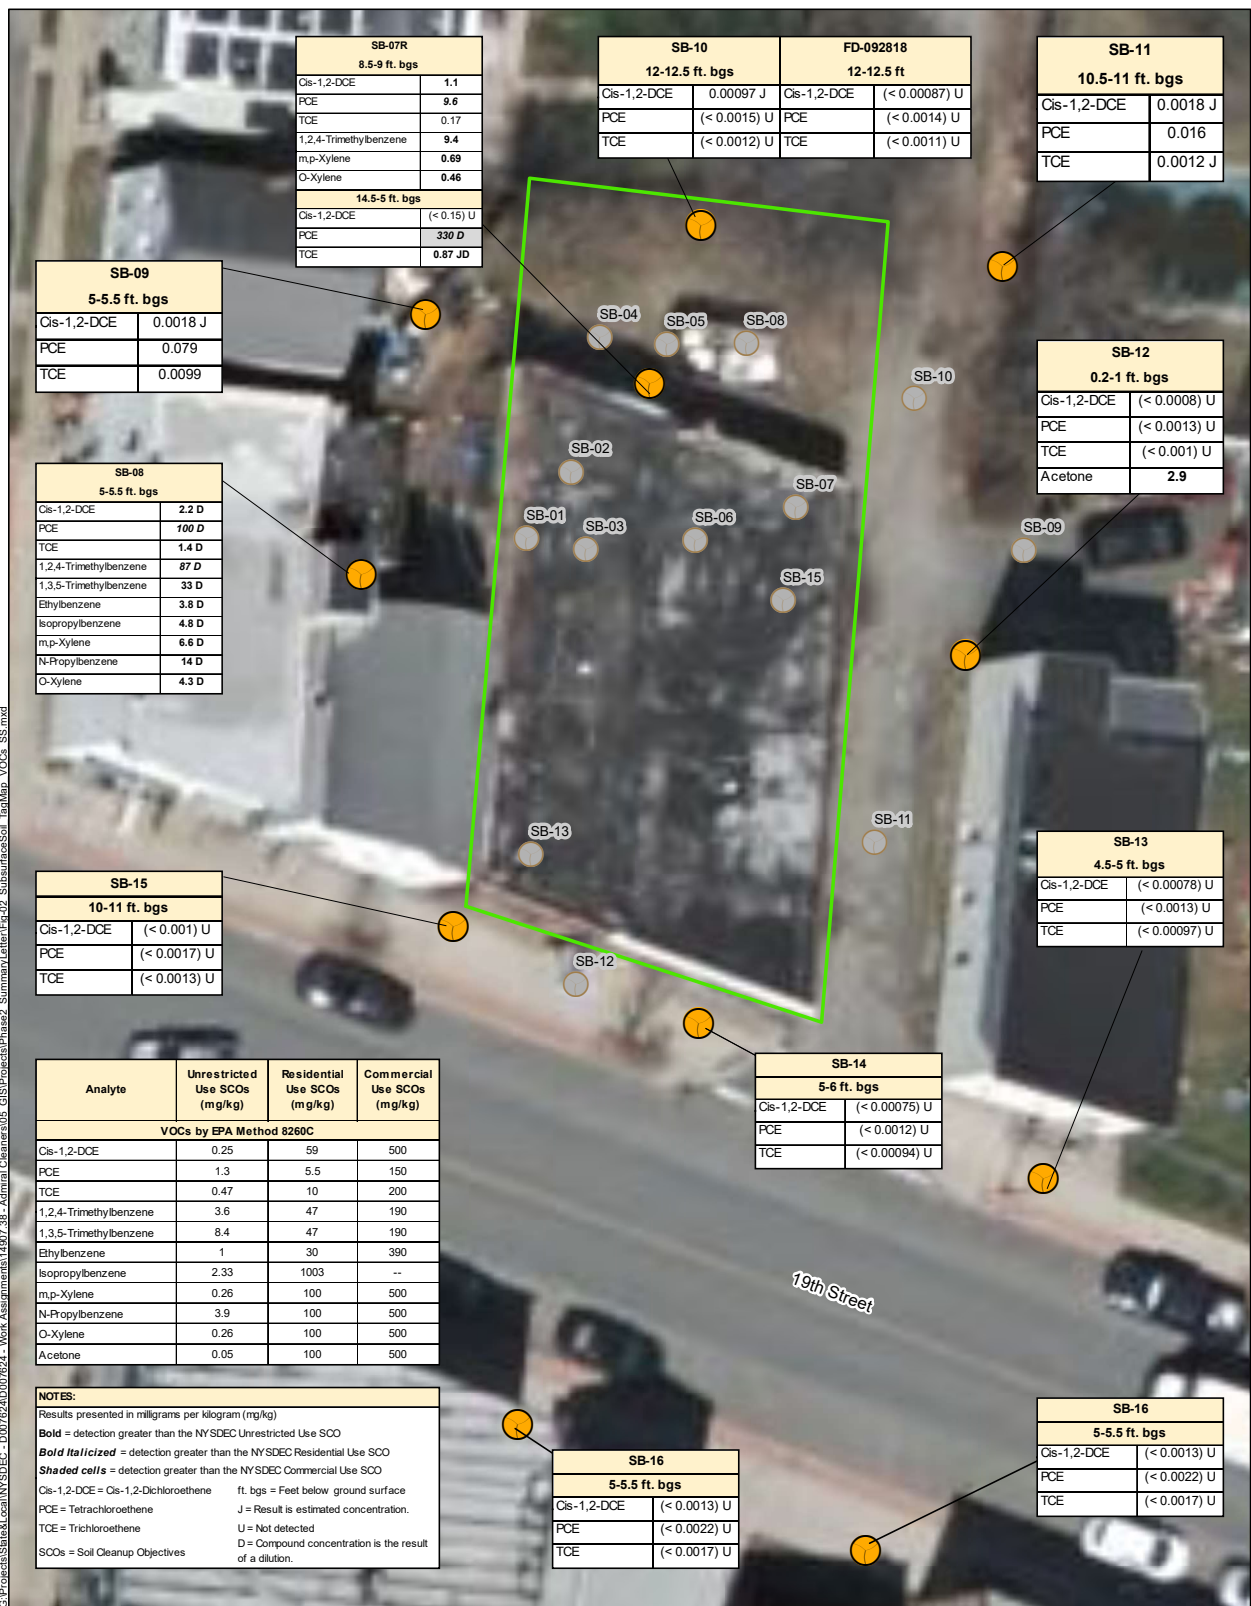 SB-07R
8.5-9 ft. bgs
Cis-1,2-DCE 1.1
PCE 9.6
TCE 0.17
1,2,4-Trimethylbenzene 9.4
m,p-Xylene 0.69
O-Xylene 0.46
14.5-5 ft. bgs
Cis-1,2-DCE (< 0.15) U
PCE 330 D
TCE 0.87 JD
SB-10 FD-092818
12-12.5 ft. bgs 12-12.5 ft
Cis-1,2-DCE 0.00097 J Cis-1,2-DCE (< 0.00087) U
PCE (< 0.0015) U PCE (< 0.0014) U
TCE (< 0.0012) U TCE (< 0.0011) U
SB-11
10.5-11 ft. bgs
Cis-1,2-DCE 0.0018 J
PCE 0.016
TCE 0.0012 J
SB-09
5-5.5 ft. bgs
Cis-1,2-DCE 0.0018 J
PCE 0.079
TCE 0.0099
SB-12
0.2-1 ft. bgs
Cis-1,2-DCE (< 0.0008) U
PCE (< 0.0013) U
TCE (< 0.001) U
Acetone 2.9
SB-08
5-5.5 ft. bgs
Cis-1,2-DCE 2.2 D
PCE 100 D
TCE 1.4 D
1,2,4-Trimethylbenzene 87 D
1,3,5-Trimethylbenzene 33 D
Ethylbenzene 3.8 D
Isopropylbenzene 4.8 D
m,p-Xylene 6.6 D
N-Propylbenzene 14 D
O-Xylene 4.3 D
SB-04
SB-05
SB-08
SB-10
SB-02
SB-07
SB-01
SB-03
SB-06
SB-09
SB-15
SB-13
SB-11
SB-12
SB-13
4.5-5 ft. bgs
Cis-1,2-DCE (< 0.00078) U
PCE (< 0.0013) U
TCE (< 0.00097) U
SB-15
10-11 ft. bgs
Cis-1,2-DCE (< 0.001) U
PCE (< 0.0017) U
TCE (< 0.0013) U
SB-14
5-6 ft. bgs
Cis-1,2-DCE (< 0.00075) U
PCE (< 0.0012) U
TCE (< 0.00094) U
19th Street
Analyte Unrestricted Use SCOs (mg/kg) Residential Use SCOs (mg/kg) Commercial Use SCOs (mg/kg)
VOCs by EPA Method 8260C
Cis-1,2-DCE 0.25 59 500
PCE 1.3 5.5 150
TCE 0.47 10 200
1,2,4-Trimethylbenzene 3.6 47 190
1,3,5-Trimethylbenzene 8.4 47 190
Ethylbenzene 1 30 390
Isopropylbenzene 2.33 1003 --
m,p-Xylene 0.26 100 500
N-Propylbenzene 3.9 100 500
O-Xylene 0.26 100 500
Acetone 0.05 100 500
NOTES:
Results presented in milligrams per kilogram (mg/kg)
Bold = detection greater than the NYSDEC Unrestricted Use SCO
Bold Italicized = detection greater than the NYSDEC Residential Use SCO
Shaded cells = detection greater than the NYSDEC Commercial Use SCO
Cis-1,2-DCE = Cis-1,2-Dichloroethene ft. bgs = Feet below ground surface
PCE = Tetrachloroethene J = Result is estimated concentration.
TCE = Trichloroethene U = Not detected
SCOs = Soil Cleanup Objectives D = Compound concentration is the result
of a dilution.
SB-16
5-5.5 ft. bgs
Cis-1,2-DCE (< 0.0013) U
PCE (< 0.0022) U
TCE (< 0.0017) U
SB-16
5-5.5 ft. bgs
Cis-1,2-DCE (< 0.0013) U
PCE (< 0.0022) U
TCE (< 0.0017) U
G:\Projects\State&Local\NYSDEC - D007624\D007624 - Work Assignments\14907.38 - Admiral Cleaners\05_GIS\Projects\Phase2_SummaryLetter\Fig-02_SubsurfaceSoil_TagMap_VOCs_SS.mxd